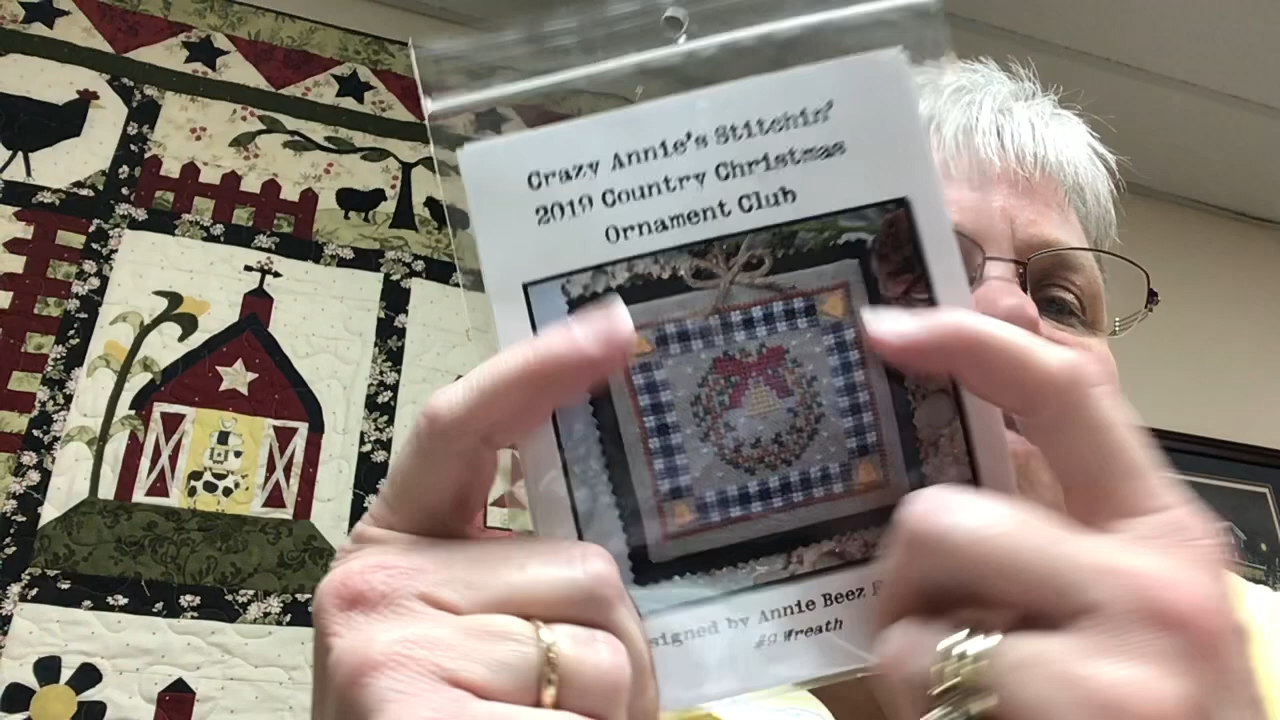 Crazy Annie's Stitchin'
2019 Country Christmas
Ornament Club
signed by Annie Beez
#9 Wreath